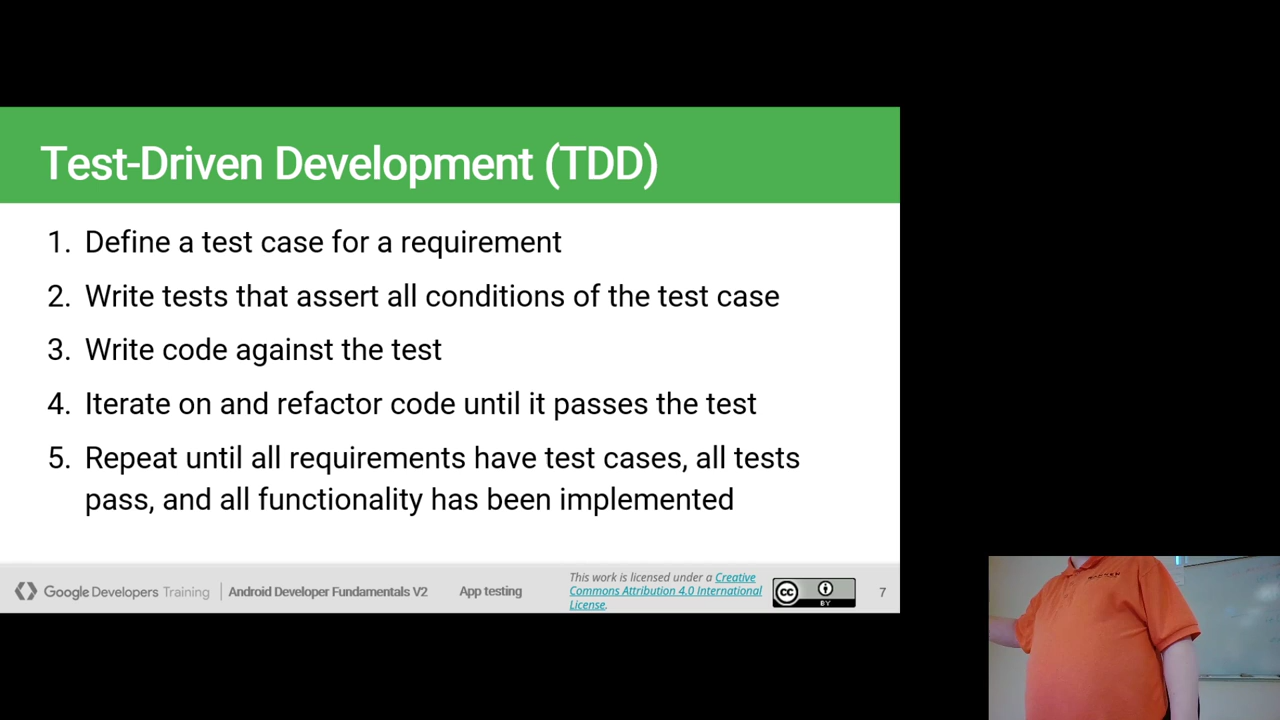 Test-Driven Development (TDD)
1. Define a test case for a requirement
2. Write tests that assert all conditions of the test case
3. Write code against the test
4. Iterate on and refactor code until it passes the test
5. Repeat until all requirements have test cases, all tests
pass, and all functionality has been implemented
Google Developers Training
Android Developer Fundamentals V2
App testing
This work is licensed under a Creative
Commons Attribution 4.0 International
License.
cc
BY
7